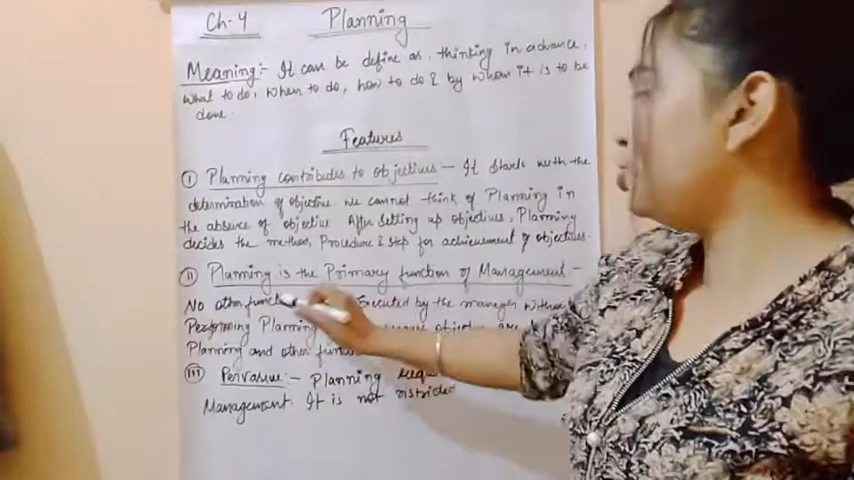 Ch-4 Planning
Meaning:- It can be define as thinking in advance,
what to do, when to do, how to do & by whom it is to be
done.
Features
(I) Planning contributes to objectives - It starts with the
determination of objective. we cannot think of Planning in
the absence of objective After setting up objectives, Planning
decides the method, Procedure & step for achievement of objectives.
(II) Planning is the Primary function of Management -
No other Executed by the manager
Performing Planning
Planning and other
(III) Pervasive :- Planning
Management. It is not